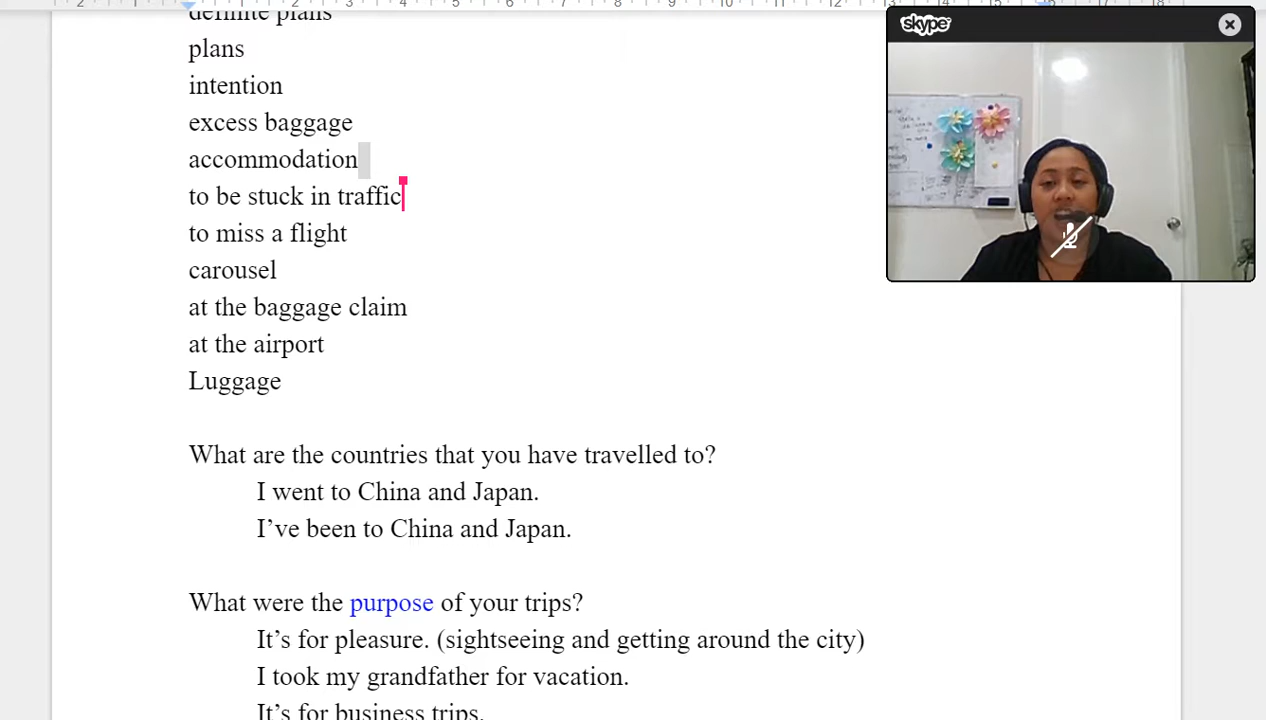 definite plans
plans
intention
excess baggage
accommodation
to be stuck in traffic
to miss a flight
carousel
at the baggage claim
at the airport
Luggage
What are the countries that you have travelled to?
I went to China and Japan.
I’ve been to China and Japan.
What were the purpose of your trips?
It’s for pleasure. (sightseeing and getting around the city)
I took my grandfather for vacation.
It’s for business trips.
skype